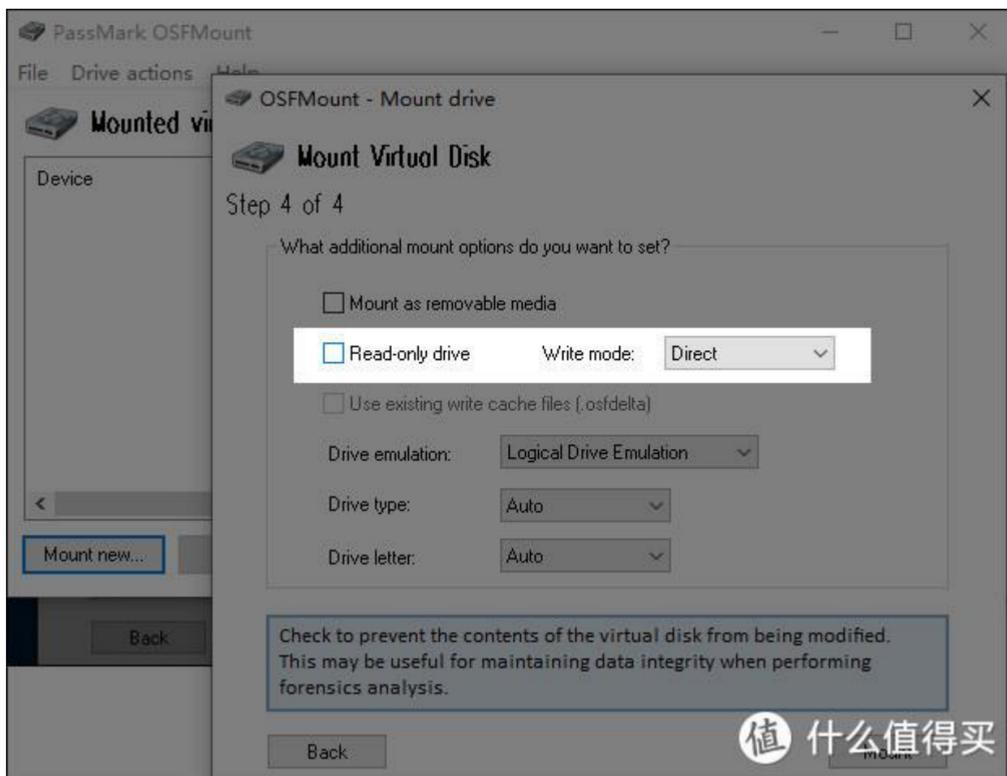 PassMark OSFMount
File Drive actions Help
OSFMount - Mount drive
Mounted vi
Mount Virtual Disk
Device
Step 4 of 4
What additional mount options do you want to set?
Mount as removable media
Read-only drive Write mode: Direct
Use existing write cache files (.osfdelta)
Drive emulation: Logical Drive Emulation
Drive type: Auto
Drive letter: Auto
Mount new...
Back
Check to prevent the contents of the virtual disk from being modified.
This may be useful for maintaining data integrity when performing
forensics analysis.
Back
Mount
值 什么值得买